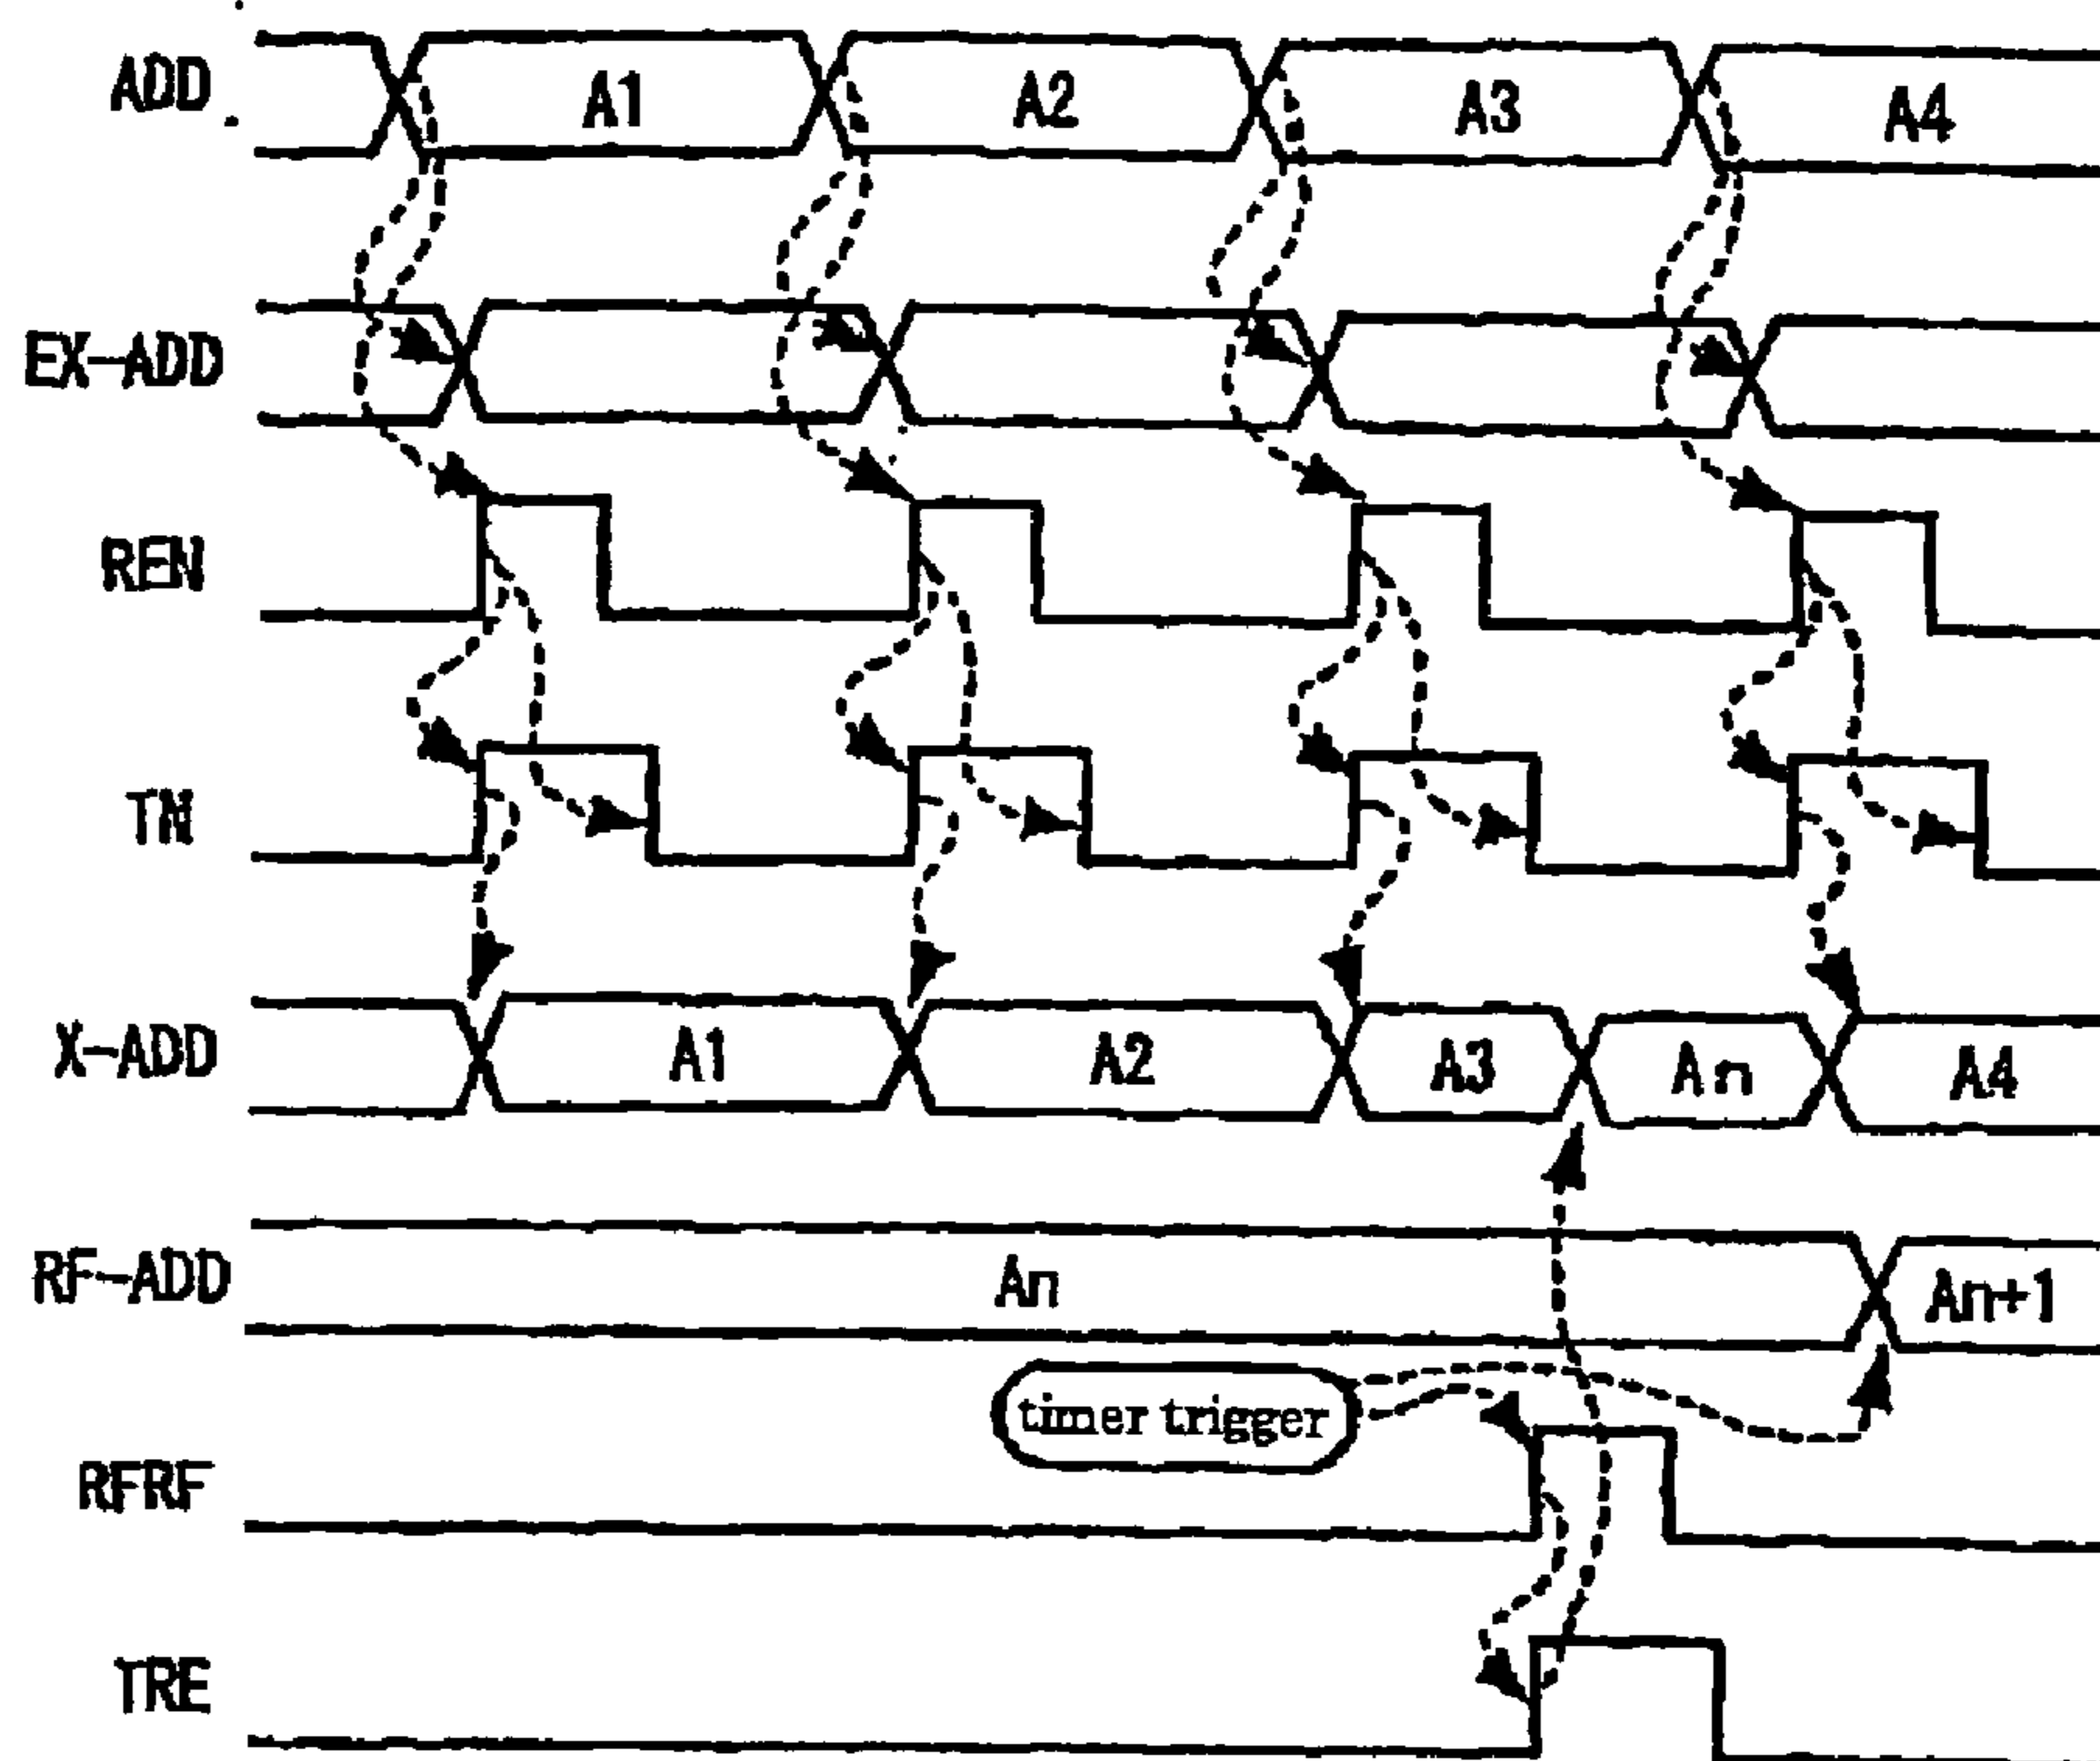 ADD A1 A2 A3 A4
EX-ADD
REN
TN
X-ADD A1 A2 A3 An A4
RF-ADD An An+1
timer trigger
RFRF
TRE